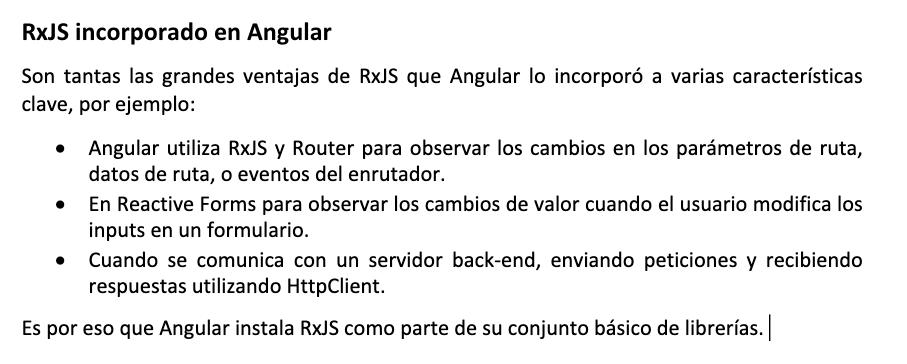 RxJS incorporado en Angular
Son tantas las grandes ventajas de RxJS que Angular lo incorporó a varias características
clave, por ejemplo:
• Angular utiliza RxJS y Router para observar los cambios en los parámetros de ruta,
datos de ruta, o eventos del enrutador.
• En Reactive Forms para observar los cambios de valor cuando el usuario modifica los
inputs en un formulario.
• Cuando se comunica con un servidor back-end, enviando peticiones y recibiendo
respuestas utilizando HttpClient.
Es por eso que Angular instala RxJS como parte de su conjunto básico de librerías.